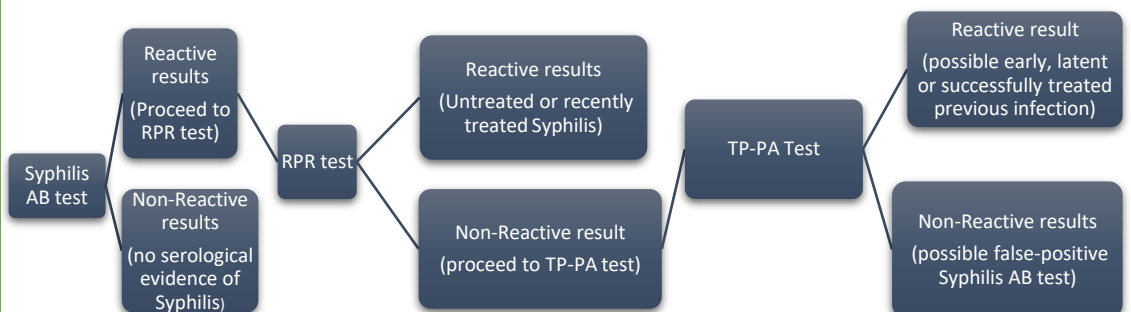 Syphilis
AB test
Reactive
results
(Proceed to
RPR test)
Non-Reactive
results
(no serological
evidence of
Syphilis)
RPR test
Reactive results
(Untreated or recently
treated Syphilis)
Non-Reactive result
(proceed to TP-PA test)
TP-PA Test
Reactive result
(possible early, latent
or successfully treated
previous infection)
Non-Reactive results
(possible false-positive
Syphilis AB test)